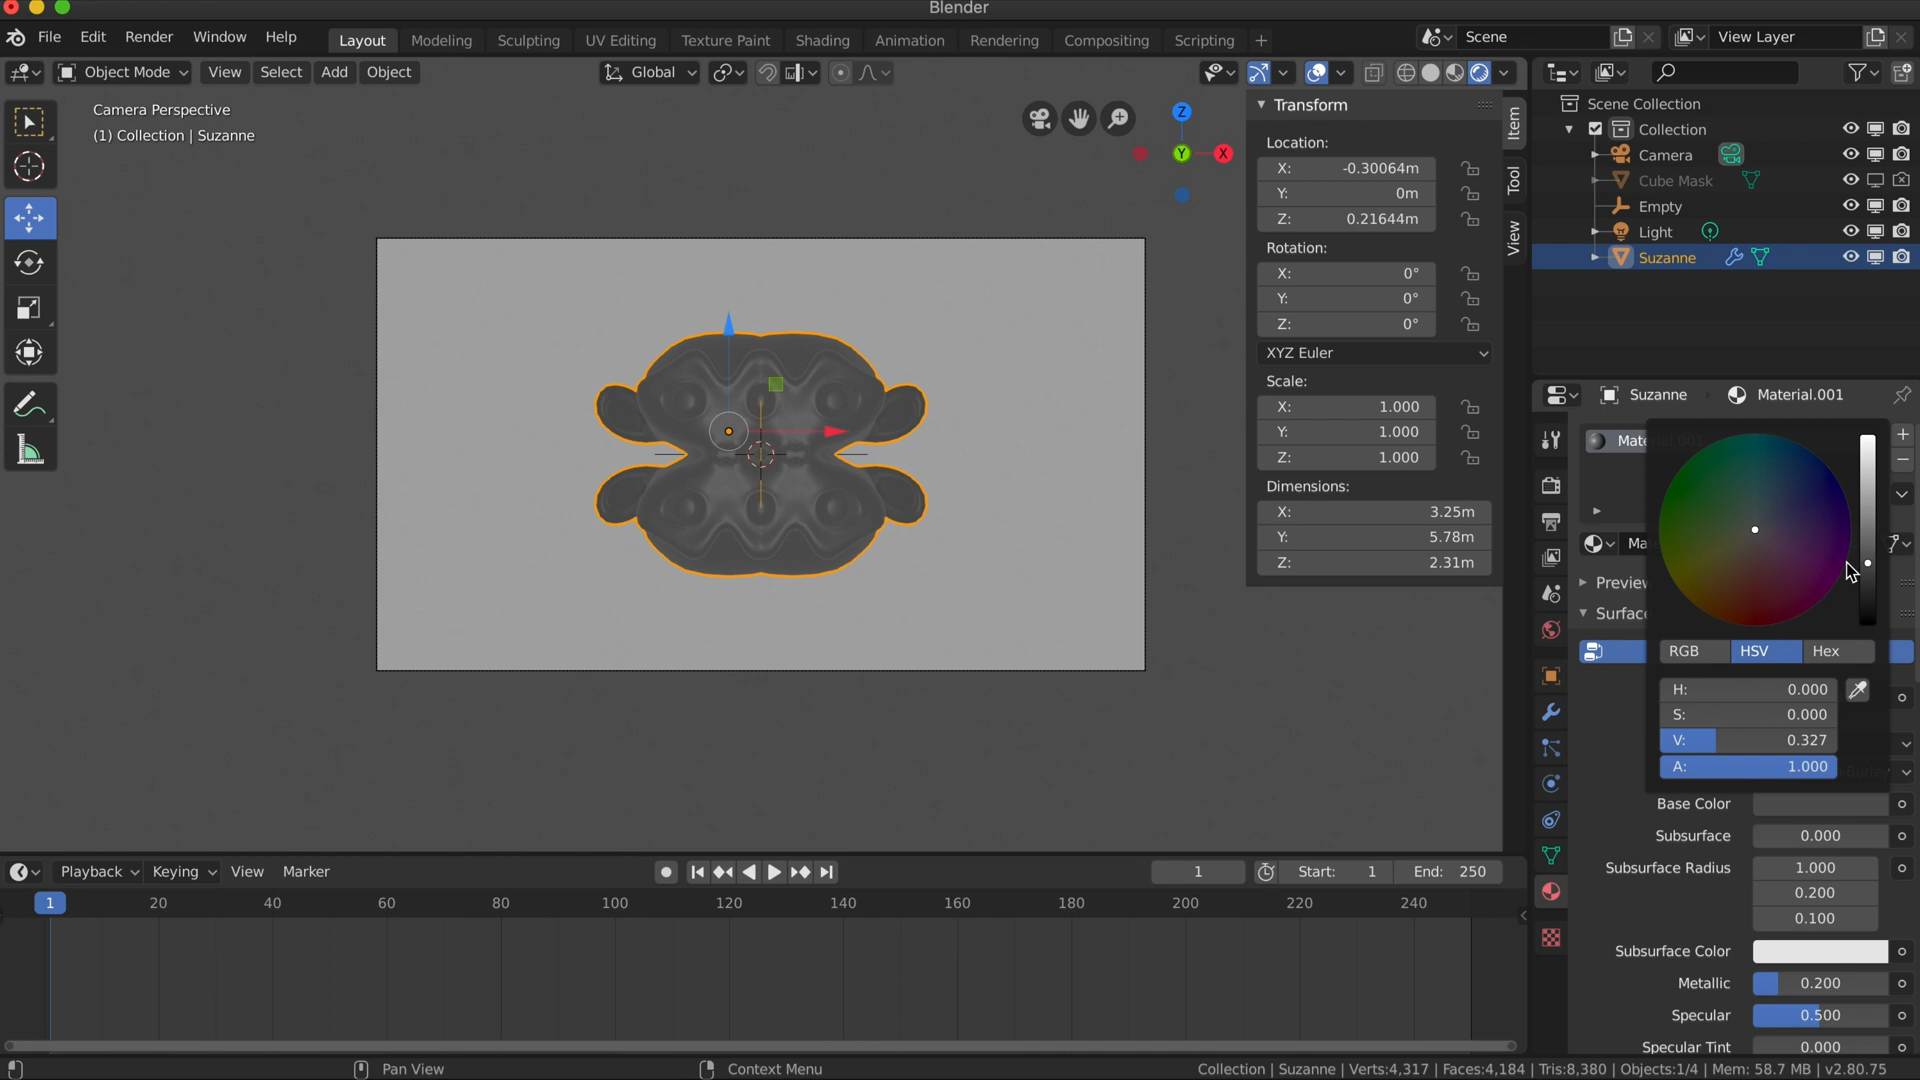 Blender
File Edit Render Window Help Layout Modeling Sculpting UV Editing Texture Paint Shading Animation Rendering Compositing Scripting + Scene View Layer
Object Mode View Select Add Object Global
Camera Perspective
(1) Collection | Suzanne
Z
Y
X
Transform
Location:
X: -0.30064m
Y: 0m
Z: 0.21644m
Rotation:
X: 0°
Y: 0°
Z: 0°
XYZ Euler
Scale:
X: 1.000
Y: 1.000
Z: 1.000
Dimensions:
X: 3.25m
Y: 5.78m
Z: 2.31m
Item
Tool
View
Scene Collection
Collection
Camera
Cube Mask
Empty
Light
Suzanne
Suzanne Material.001
Mate
Ma
Preview
Surface
RGB HSV Hex
H: 0.000
S: 0.000
V: 0.327
A: 1.000
Base Color
Subsurface 0.000
Subsurface Radius 1.000
0.200
0.100
Subsurface Color
Metallic 0.200
Specular 0.500
Specular Tint 0.000
Playback Keying View Marker 1 Start: 1 End: 250
1 20 40 60 80 100 120 140 160 180 200 220 240
Pan View Context Menu Collection | Suzanne | Verts:4,317 | Faces:4,184 | Tris:8,380 | Objects:1/4 | Mem: 58.7 MB | v2.80.75